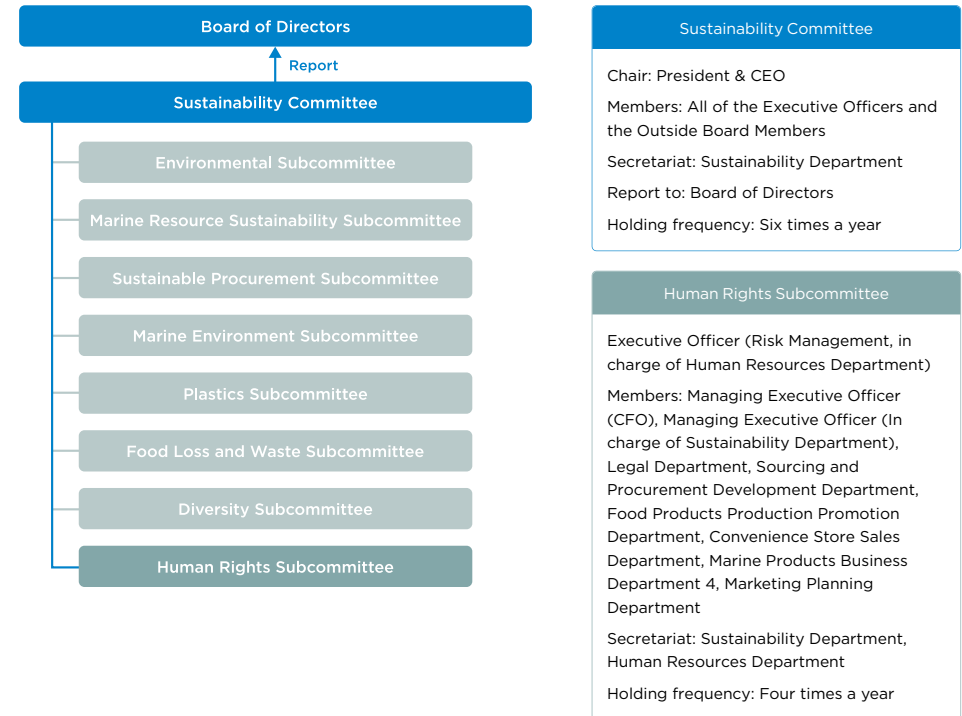 Board of Directors
Report
Sustainability Committee
Environmental Subcommittee
Marine Resource Sustainability Subcommittee
Sustainable Procurement Subcommittee
Marine Environment Subcommittee
Plastics Subcommittee
Food Loss and Waste Subcommittee
Diversity Subcommittee
Human Rights Subcommittee
Sustainability Committee
Chair: President & CEO
Members: All of the Executive Officers and
the Outside Board Members
Secretariat: Sustainability Department
Report to: Board of Directors
Holding frequency: Six times a year
Human Rights Subcommittee
Executive Officer (Risk Management, in
charge of Human Resources Department)
Members: Managing Executive Officer
(CFO), Managing Executive Officer (In
charge of Sustainability Department),
Legal Department, Sourcing and
Procurement Development Department,
Food Products Production Promotion
Department, Convenience Store Sales
Department, Marine Products Business
Department 4, Marketing Planning
Department
Secretariat: Sustainability Department,
Human Resources Department
Holding frequency: Four times a year